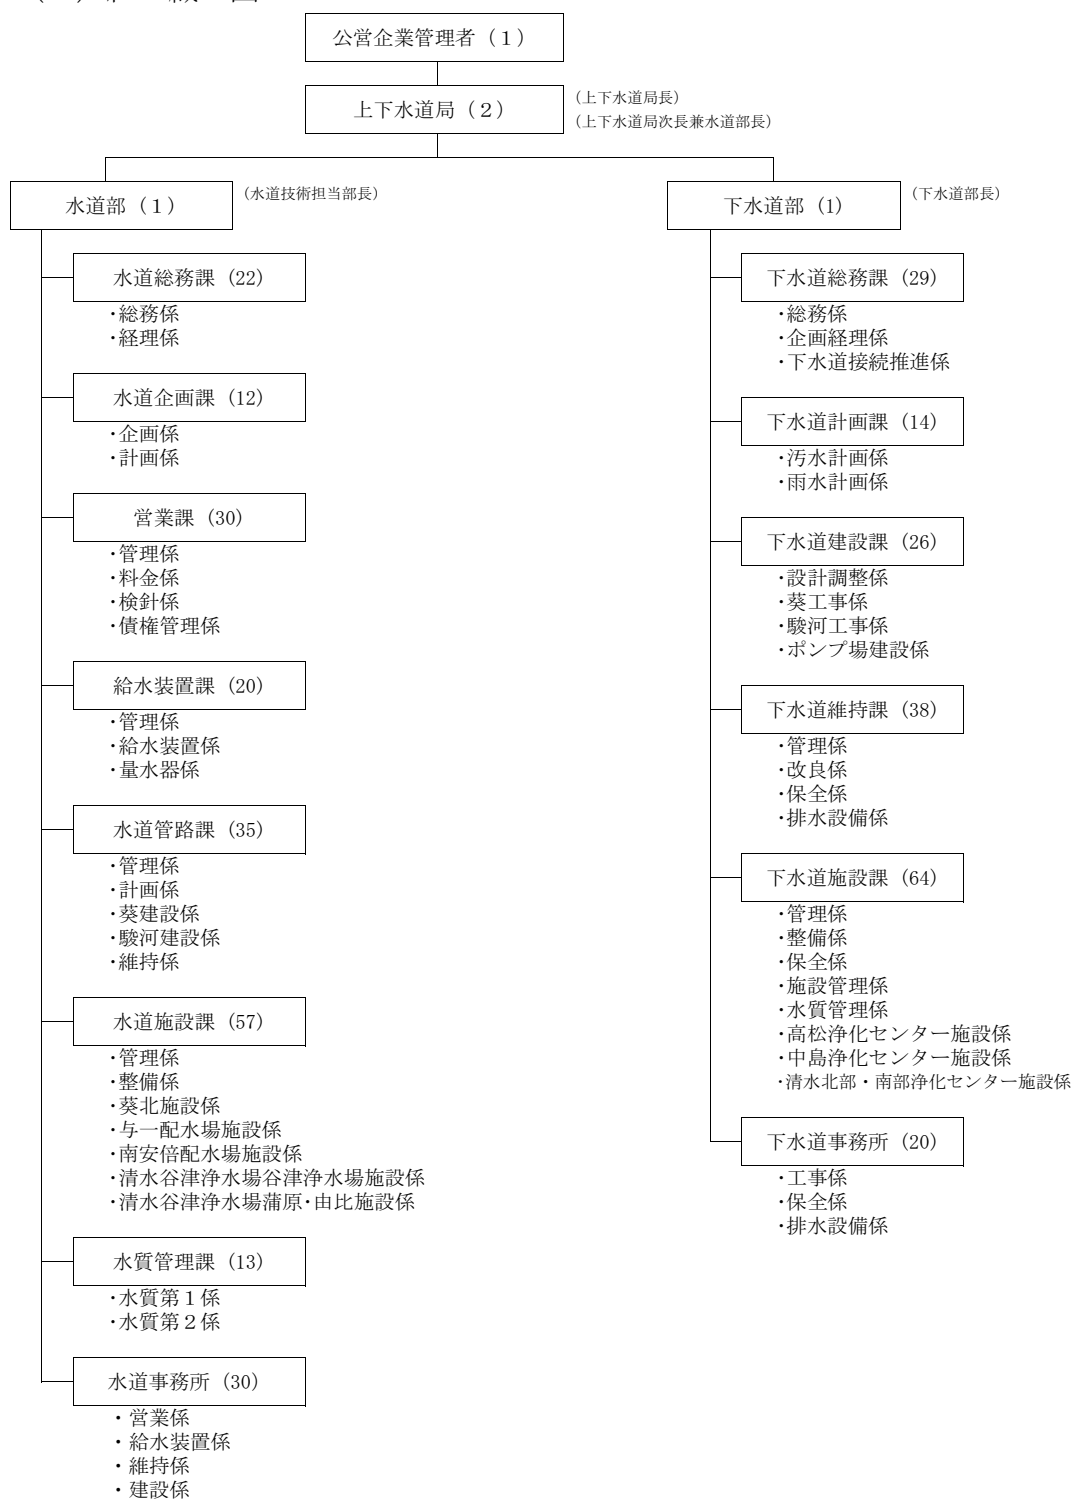 公営企業管理者（１）
上下水道局（２）
（上下水道局長）
（上下水道局次長兼水道部長）
水道部（１）
（水道技術担当部長）
水道総務課（22）
・総務係
・経理係
水道企画課（12）
・企画係
・計画係
営業課（30）
・管理係
・料金係
・検針係
・債権管理係
給水装置課（20）
・管理係
・給水装置係
・量水器係
水道管路課（35）
・管理係
・計画係
・葵建設係
・駿河建設係
・維持係
水道施設課（57）
・管理係
・整備係
・葵北施設係
・与一配水場施設係
・南安倍配水場施設係
・清水谷津浄水場谷津浄水場施設係
・清水谷津浄水場蒲原・由比施設係
水質管理課（13）
・水質第１係
・水質第２係
水道事務所（30）
・営業係
・給水装置係
・維持係
・建設係
下水道部（1）
（下水道部長）
下水道総務課（29）
・総務係
・企画経理係
・下水道接続推進係
下水道計画課（14）
・汚水計画係
・雨水計画係
下水道建設課（26）
・設計調整係
・葵工事係
・駿河工事係
・ポンプ場建設係
下水道維持課（38）
・管理係
・改良係
・保全係
・排水設備係
下水道施設課（64）
・管理係
・整備係
・保全係
・施設管理係
・水質管理係
・高松浄化センター施設係
・中島浄化センター施設係
・清水北部・南部浄化センター施設係
下水道事務所（20）
・工事係
・保全係
・排水設備係